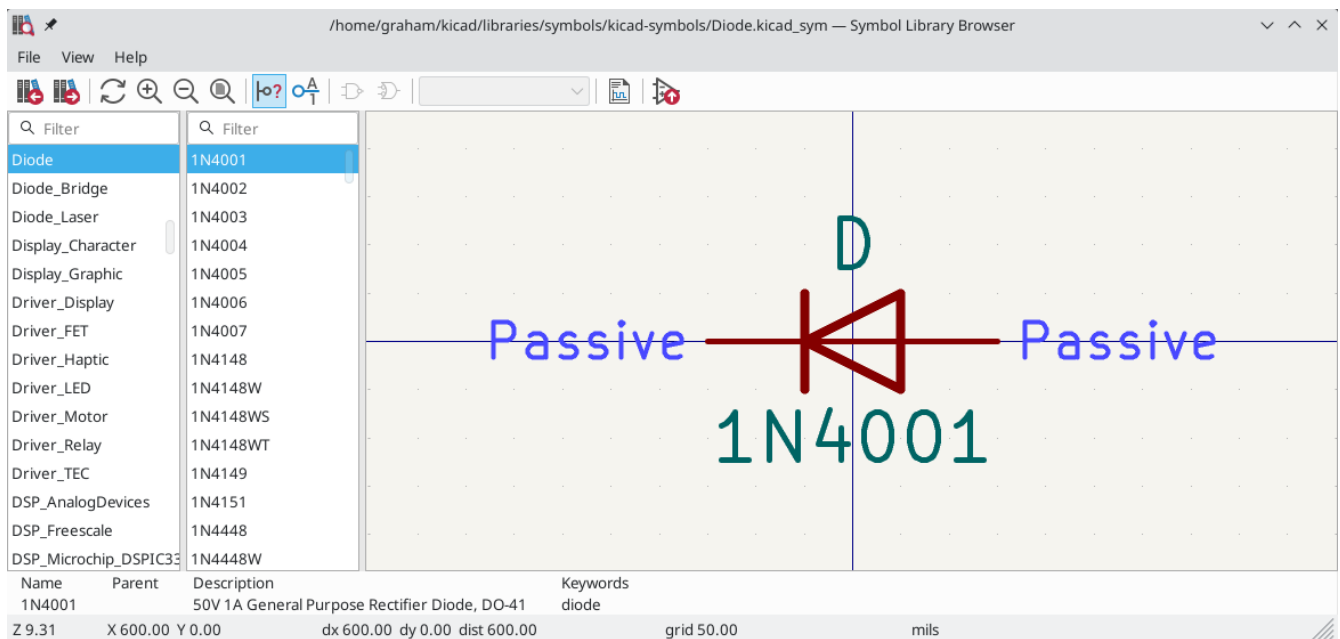 /home/graham/kicad/libraries/symbols/kicad-symbols/Diode.kicad_sym — Symbol Library Browser
File View Help
Filter
Diode
Diode_Bridge
Diode_Laser
Display_Character
Display_Graphic
Driver_Display
Driver_FET
Driver_Haptic
Driver_LED
Driver_Motor
Driver_Relay
Driver_TEC
DSP_AnalogDevices
DSP_Freescale
DSP_Microchip_DSPIC33
Filter
1N4001
1N4002
1N4003
1N4004
1N4005
1N4006
1N4007
1N4148
1N4148W
1N4148WS
1N4148WT
1N4149
1N4151
1N4448
1N4448W
D
Passive Passive
1N4001
Name Parent Description Keywords
1N4001 50V 1A General Purpose Rectifier Diode, DO-41 diode
Z 9.31 X 600.00 Y 0.00 dx 600.00 dy 0.00 dist 600.00 grid 50.00 mils